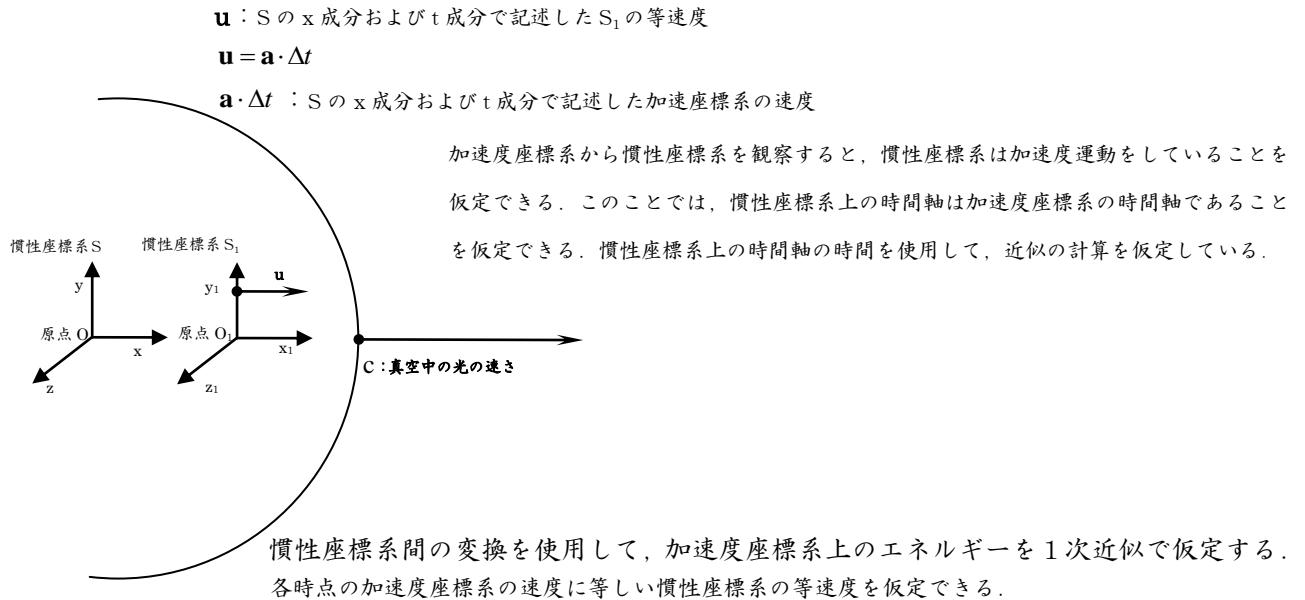 u：Sのx成分およびt成分で記述したS₁の等速度
u = a・Δt
a・Δt ：Sのx成分およびt成分で記述した加速座標系の速度
加速度座標系から慣性座標系を観察すると，慣性座標系は加速度運動をしていることを
仮定できる．このことでは，慣性座標系上の時間軸は加速度座標系の時間軸であること
を仮定できる．慣性座標系上の時間軸の時間を使用して，近似の計算を仮定している．
慣性座標系S
慣性座標系S₁
y
y₁
u
原点O
原点O₁
x
x₁
z
z₁
c：真空中の光の速さ
慣性座標系間の変換を使用して，加速度座標系上のエネルギーを１次近似で仮定する．
各時点の加速度座標系の速度に等しい慣性座標系の等速度を仮定できる．